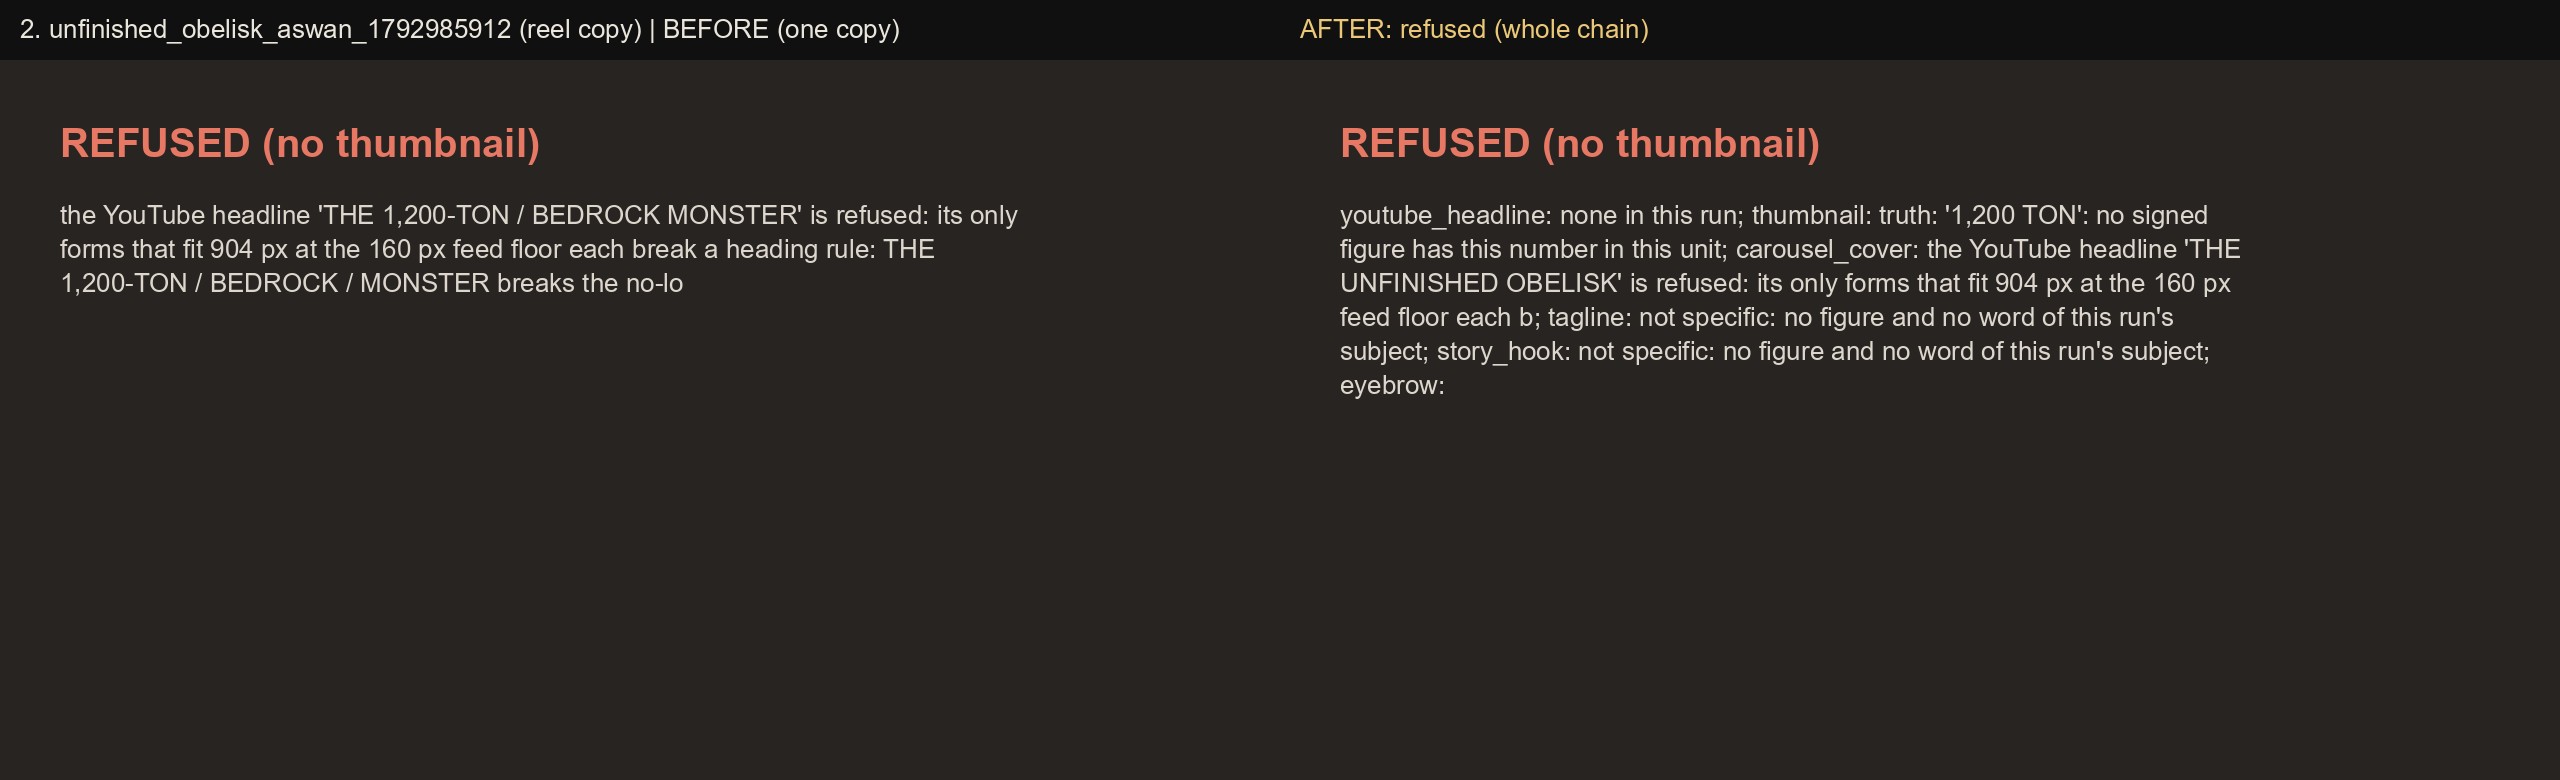 2. unfinished_obelisk_aswan_1792985912 (reel copy) | BEFORE (one copy)
AFTER: refused (whole chain)
REFUSED (no thumbnail)
the YouTube headline 'THE 1,200-TON / BEDROCK MONSTER' is refused: its only
forms that fit 904 px at the 160 px feed floor each break a heading rule: THE
1,200-TON / BEDROCK / MONSTER breaks the no-lo
REFUSED (no thumbnail)
youtube_headline: none in this run; thumbnail: truth: '1,200 TON': no signed
figure has this number in this unit; carousel_cover: the YouTube headline 'THE
UNFINISHED OBELISK' is refused: its only forms that fit 904 px at the 160 px
feed floor each b; tagline: not specific: no figure and no word of this run's
subject; story_hook: not specific: no figure and no word of this run's subject;
eyebrow: